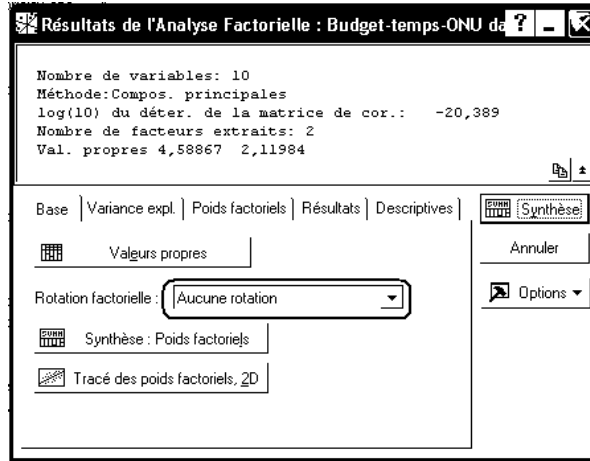 Résultats de l'Analyse Factorielle : Budget-temps-ONU da
Nombre de variables: 10
Méthode:Compos. principales
log(10) du déter. de la matrice de cor.: -20,389
Nombre de facteurs extraits: 2
Val. propres 4,58867 2,11984
Base Variance expl. Poids factoriels Résultats Descriptives
Synthèse
Valeurs propres
Annuler
Rotation factorielle : Aucune rotation
Options
Synthèse : Poids factoriels
Tracé des poids factoriels, 2D